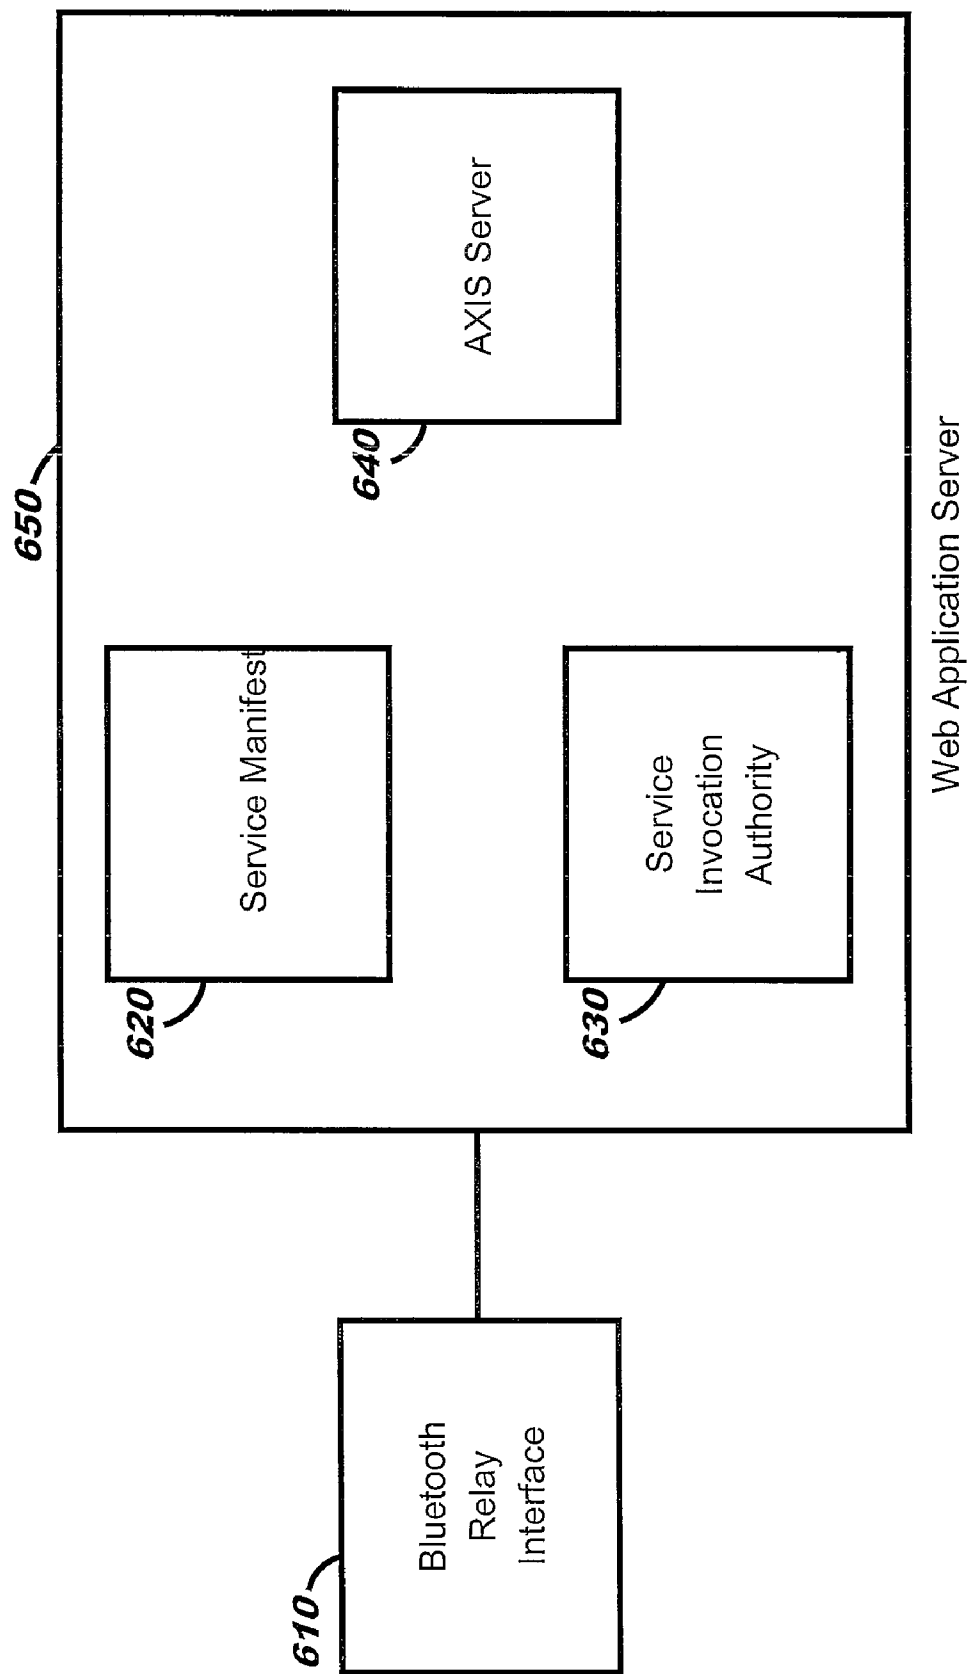 650
620
Service Manifest
640
AXIS Server
610
Bluetooth
Relay
Interface
630
Service
Invocation
Authority
Web Application Server